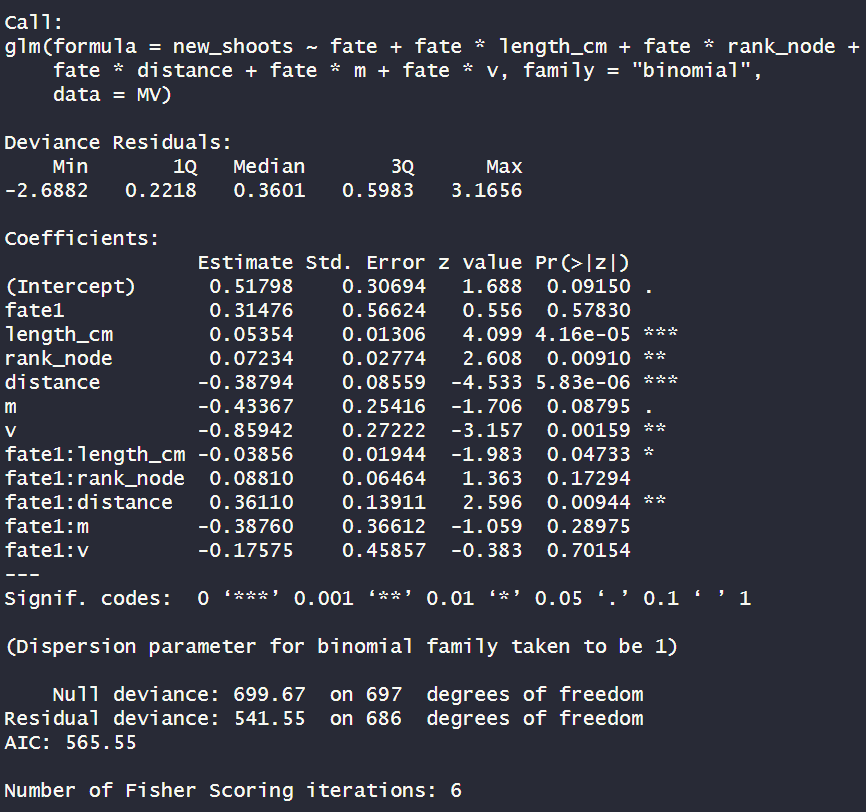 Call:
glm(formula = new_shoots ~ fate + fate * length_cm + fate * rank_node +
    fate * distance + fate * m + fate * v, family = "binomial",
    data = MV)

Deviance Residuals:
    Min       1Q   Median       3Q      Max
-2.6882   0.2218   0.3601   0.5983   3.1656

Coefficients:
                Estimate Std. Error z value Pr(>|z|)
(Intercept)      0.51798    0.30694   1.688  0.09150 .
fate1            0.31476    0.56624   0.556  0.57830
length_cm        0.05354    0.01306   4.099 4.16e-05 ***
rank_node        0.07234    0.02774   2.608  0.00910 **
distance        -0.38794    0.08559  -4.533 5.83e-06 ***
m               -0.43367    0.25416  -1.706  0.08795 .
v               -0.85942    0.27222  -3.157  0.00159 **
fate1:length_cm -0.03856    0.01944  -1.983  0.04733 *
fate1:rank_node  0.08810    0.06464   1.363  0.17294
fate1:distance   0.36110    0.13911   2.596  0.00944 **
fate1:m         -0.38760    0.36612  -1.059  0.28975
fate1:v         -0.17575    0.45857  -0.383  0.70154
---
Signif. codes:  0 ‘***’ 0.001 ‘**’ 0.01 ‘*’ 0.05 ‘.’ 0.1 ‘ ’ 1

(Dispersion parameter for binomial family taken to be 1)

    Null deviance: 699.67  on 697  degrees of freedom
Residual deviance: 541.55  on 686  degrees of freedom
AIC: 565.55

Number of Fisher Scoring iterations: 6